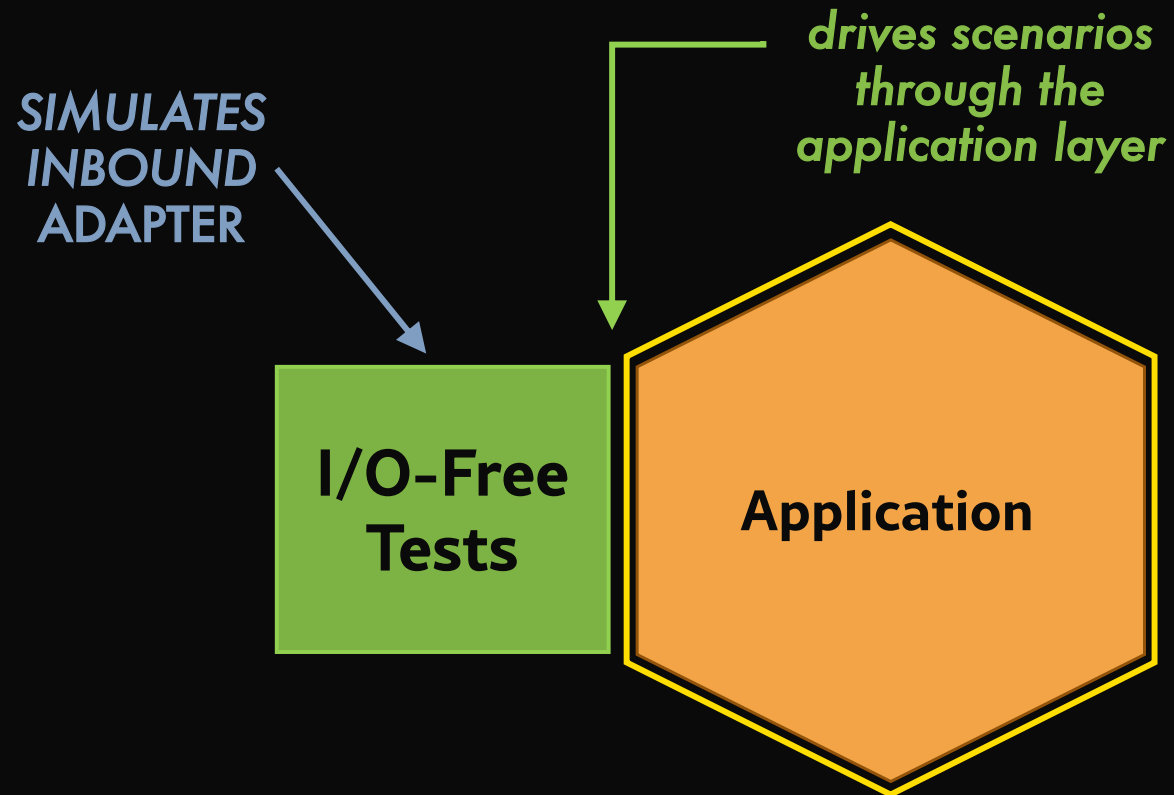 drives scenarios
through the
application layer
SIMULATES
INBOUND
ADAPTER
I/O-Free
Tests
Application